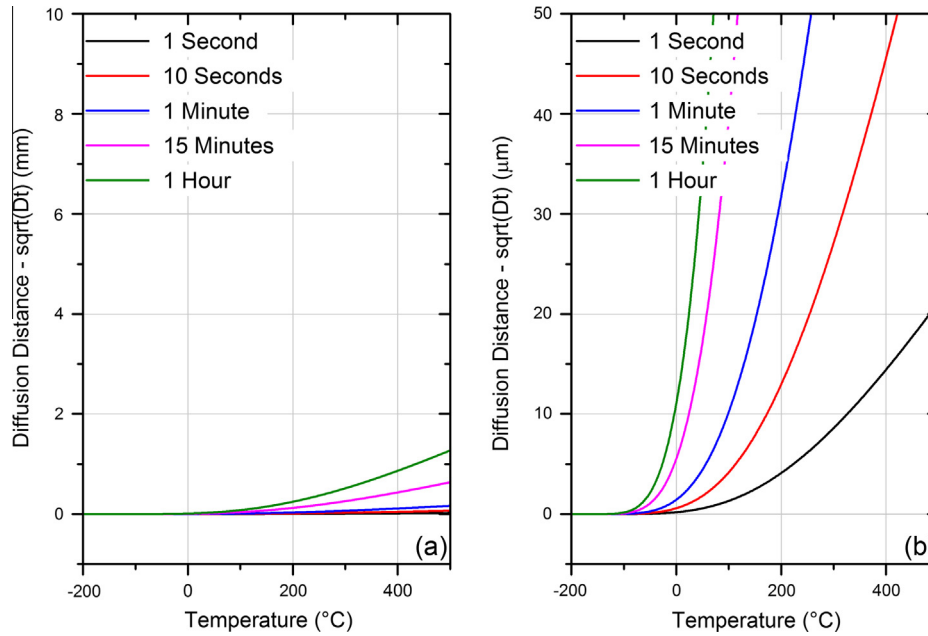 10
8
6
4
2
0
Diffusion Distance - sqrt(Dt) (mm)
1 Second
10 Seconds
1 Minute
15 Minutes
1 Hour
(a)
-200
0
200
400
Temperature (°C)
50
40
30
20
10
0
Diffusion Distance - sqrt(Dt) (μm)
1 Second
10 Seconds
1 Minute
15 Minutes
1 Hour
(b)
-200
0
200
400
Temperature (°C)